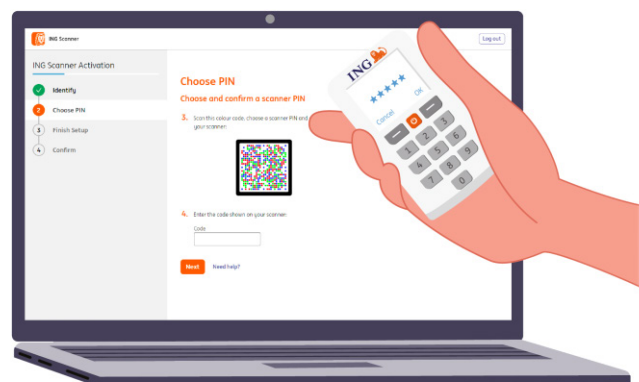 ING Scanner
Log out
ING Scanner Activation
Identify
2 Choose PIN
3 Finish Setup
4 Confirm
Choose PIN
Choose and confirm a scanner PIN
3. Scan this colour code, choose a scanner PIN and
your scanner.
4. Enter the code shown on your scanner:
Code
Next Need help?
ING
*****
Cancel OK
1 2 3
4 5 6
7 8 9
0